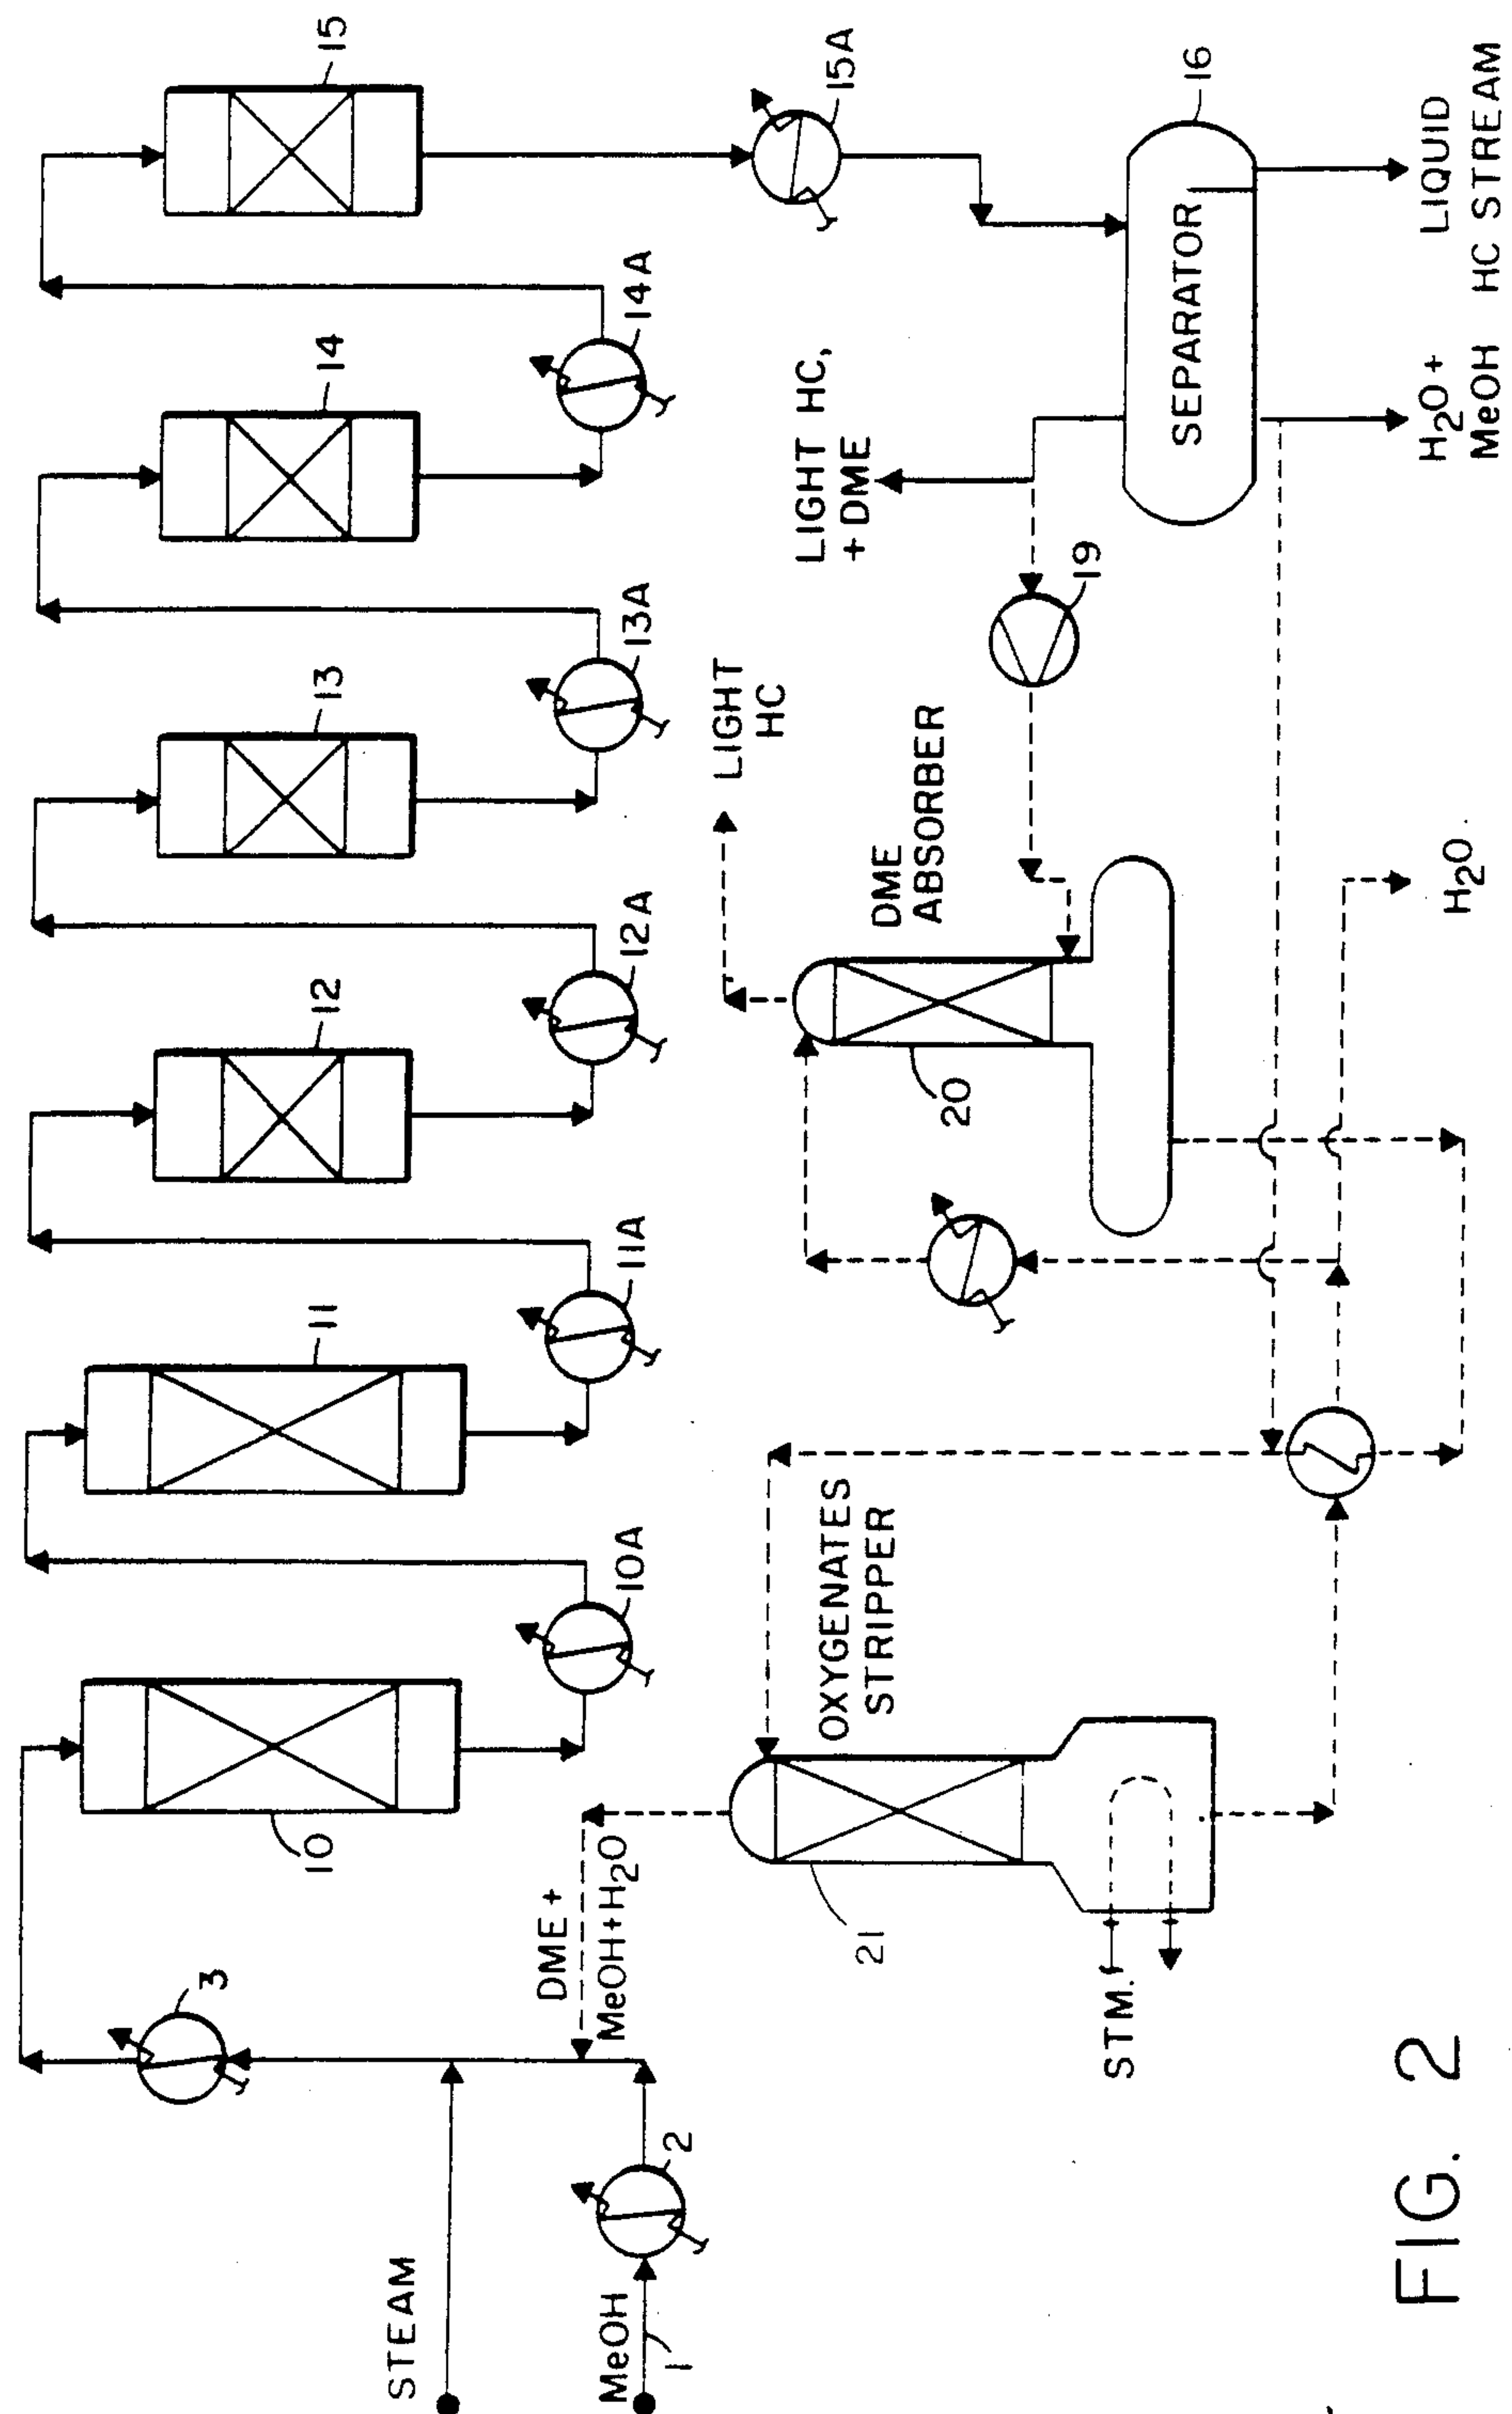 15
14
13
12
11
10
3
15A
14A
13A
12A
11A
10A
2
STEAM
MeOH
1
DME +
MeOH+H2O
LIGHT
HC
LIGHT HC,
+ DME
19
DME
ABSORBER
20
OXYGENATES
STRIPPER
21
STM.
SEPARATOR
16
H2O
H2O +
MeOH
LIQUID
HC STREAM
FIG. 2